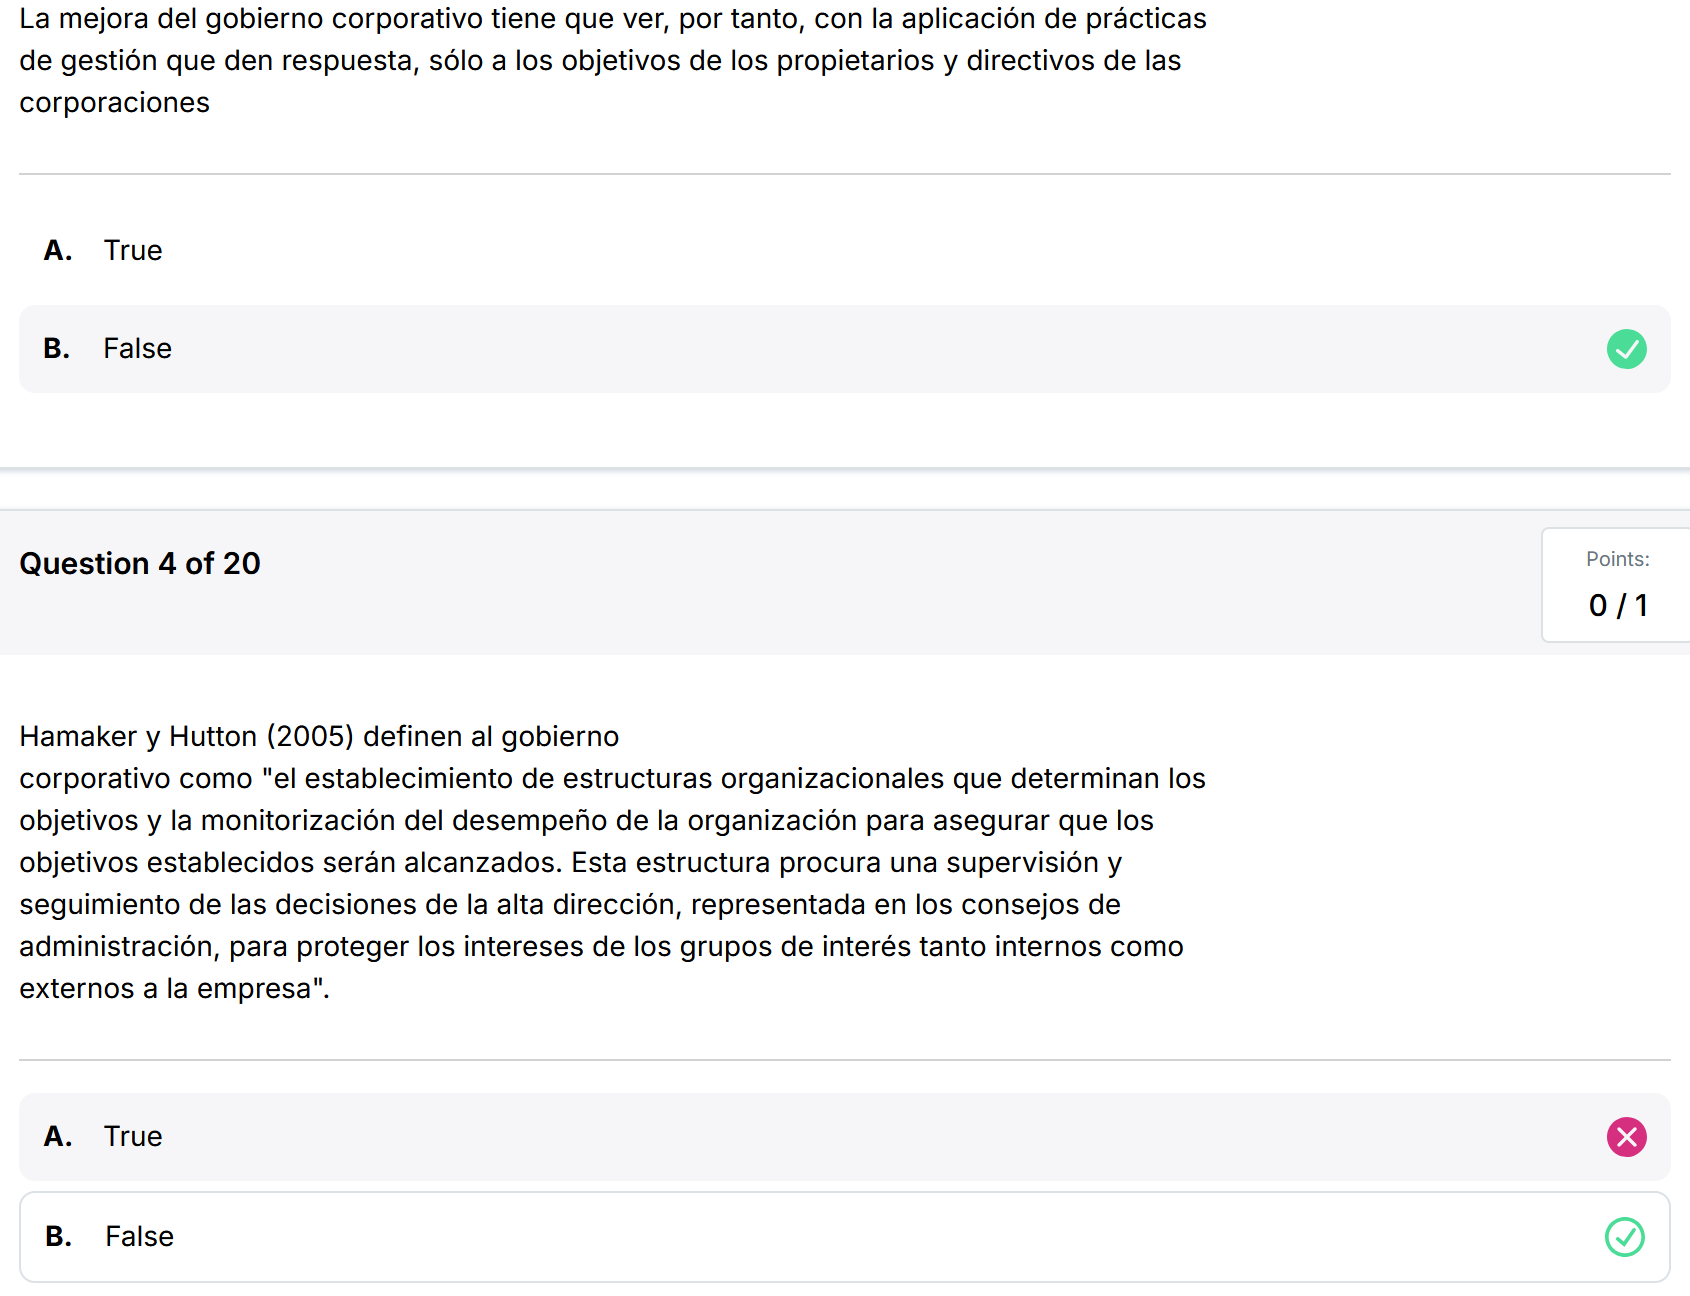 La mejora del gobierno corporativo tiene que ver, por tanto, con la aplicación de prácticas
de gestión que den respuesta, sólo a los objetivos de los propietarios y directivos de las
corporaciones
A. True
B. False
Question 4 of 20
Points:
0 / 1
Hamaker y Hutton (2005) definen al gobierno
corporativo como "el establecimiento de estructuras organizacionales que determinan los
objetivos y la monitorización del desempeño de la organización para asegurar que los
objetivos establecidos serán alcanzados. Esta estructura procura una supervisión y
seguimiento de las decisiones de la alta dirección, representada en los consejos de
administración, para proteger los intereses de los grupos de interés tanto internos como
externos a la empresa".
A. True
B. False